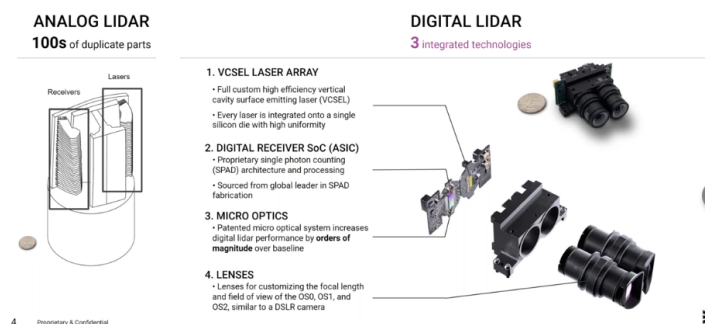 ANALOG LIDAR
100s of duplicate parts
Lasers
Receivers
DIGITAL LIDAR
3 integrated technologies
1. VCSEL LASER ARRAY
• Full custom high efficiency vertical
cavity surface emitting laser (VCSEL)
• Every laser is integrated onto a single
silicon die with high uniformity
2. DIGITAL RECEIVER SoC (ASIC)
• Proprietary single photon counting
(SPAD) architecture and processing
• Sourced from global leader in SPAD
fabrication
3. MICRO OPTICS
• Patented micro optical system increases
digital lidar performance by orders of
magnitude over baseline
4. LENSES
• Lenses for customizing the focal length
and field of view of the OS0, OS1, and
OS2, similar to a DSLR camera
4 Proprietary & Confidential